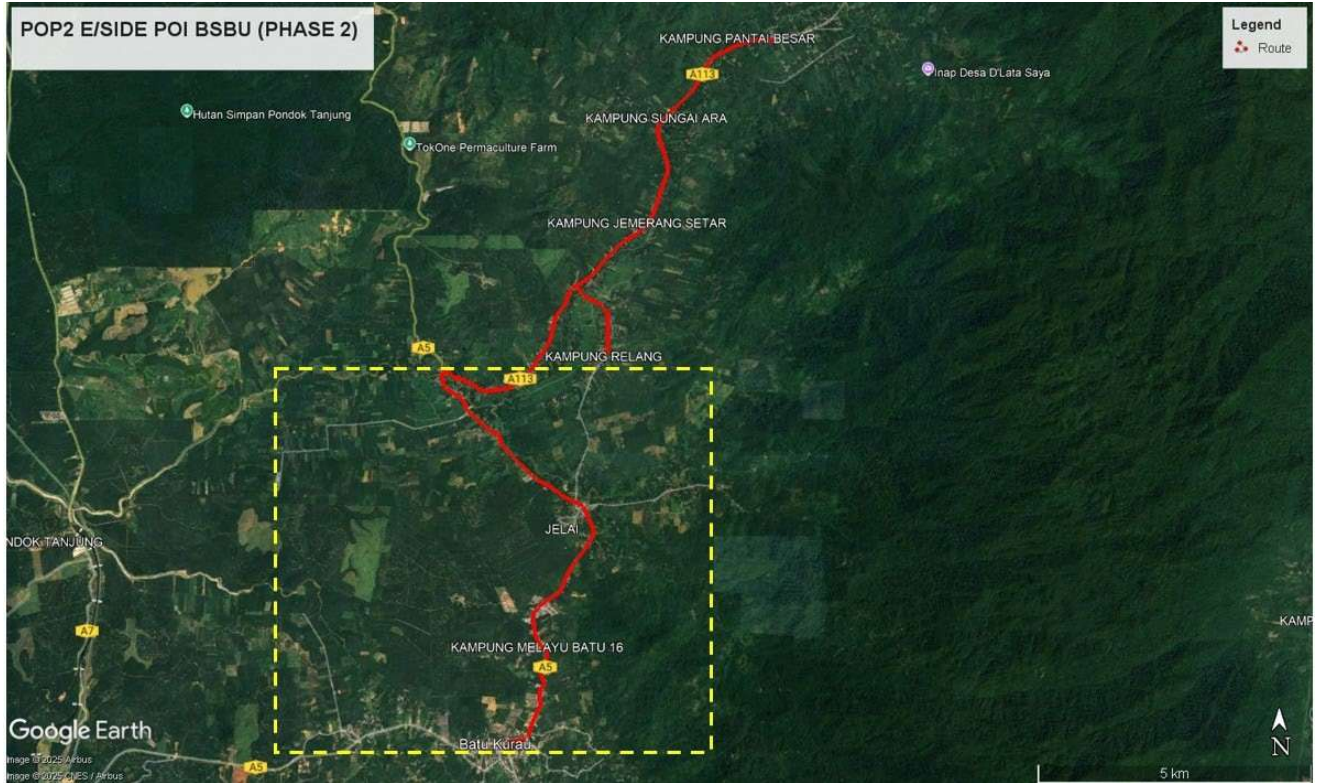 POP2 E/SIDE POI BSBU (PHASE 2)
Legend
Route
KAMPUNG PANTAI BESAR
A113
Inap Desa D'Lata Saya
Hutan Simpan Pondok Tanjung
KAMPUNG SUNGAI ARA
TokOne Permaculture Farm
KAMPUNG JEMERANG SETAR
A5
KAMPUNG RELANG
A113
JELAI
NDOK TANJUNG
KAMP
A7
KAMPUNG MELAYU BATU 16
A5
Google Earth
Batu Kurau
Image © 2025 Airbus
A5
Image © 2025 CNES / Airbus
5 km
N